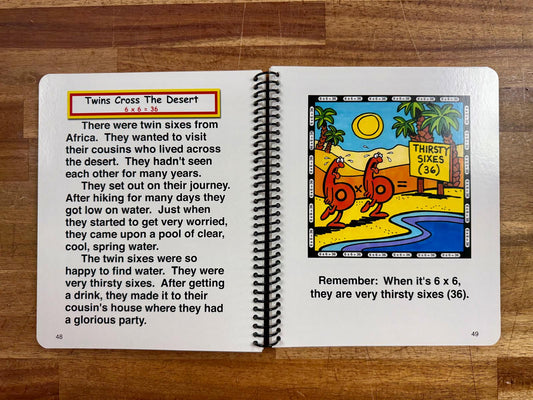 Twins Cross The Desert
6 x 6 = 36
There were twin sixes from
Africa. They wanted to visit
their cousins who lived across
the desert. They hadn't seen
each other for many years.
They set out on their journey.
After hiking for many days they
got low on water. Just when
they started to get very worried,
they came upon a pool of clear,
cool, spring water.
The twin sixes were so
happy to find water. They were
very thirsty sixes. After getting
a drink, they made it to their
cousin's house where they had
a glorious party.
48
THIRSTY
SIXES
(36)
6 x 6 =
Remember: When it's 6 x 6,
they are very thirsty sixes (36).
49